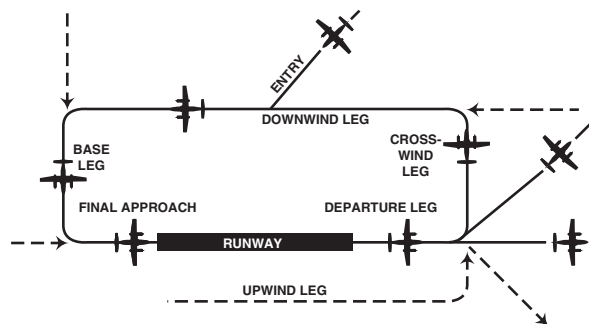 ENTRY
DOWNWIND LEG
BASE
LEG
CROSS-
WIND
LEG
FINAL APPROACH
DEPARTURE LEG
RUNWAY
UPWIND LEG